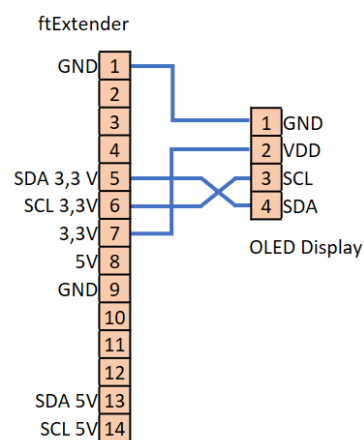 ftExtender
GND 1
2
3
4
SDA 3,3 V 5
SCL 3,3V 6
3,3V 7
5V 8
GND 9
10
11
12
SDA 5V 13
SCL 5V 14
1 GND
2 VDD
3 SCL
4 SDA
OLED Display